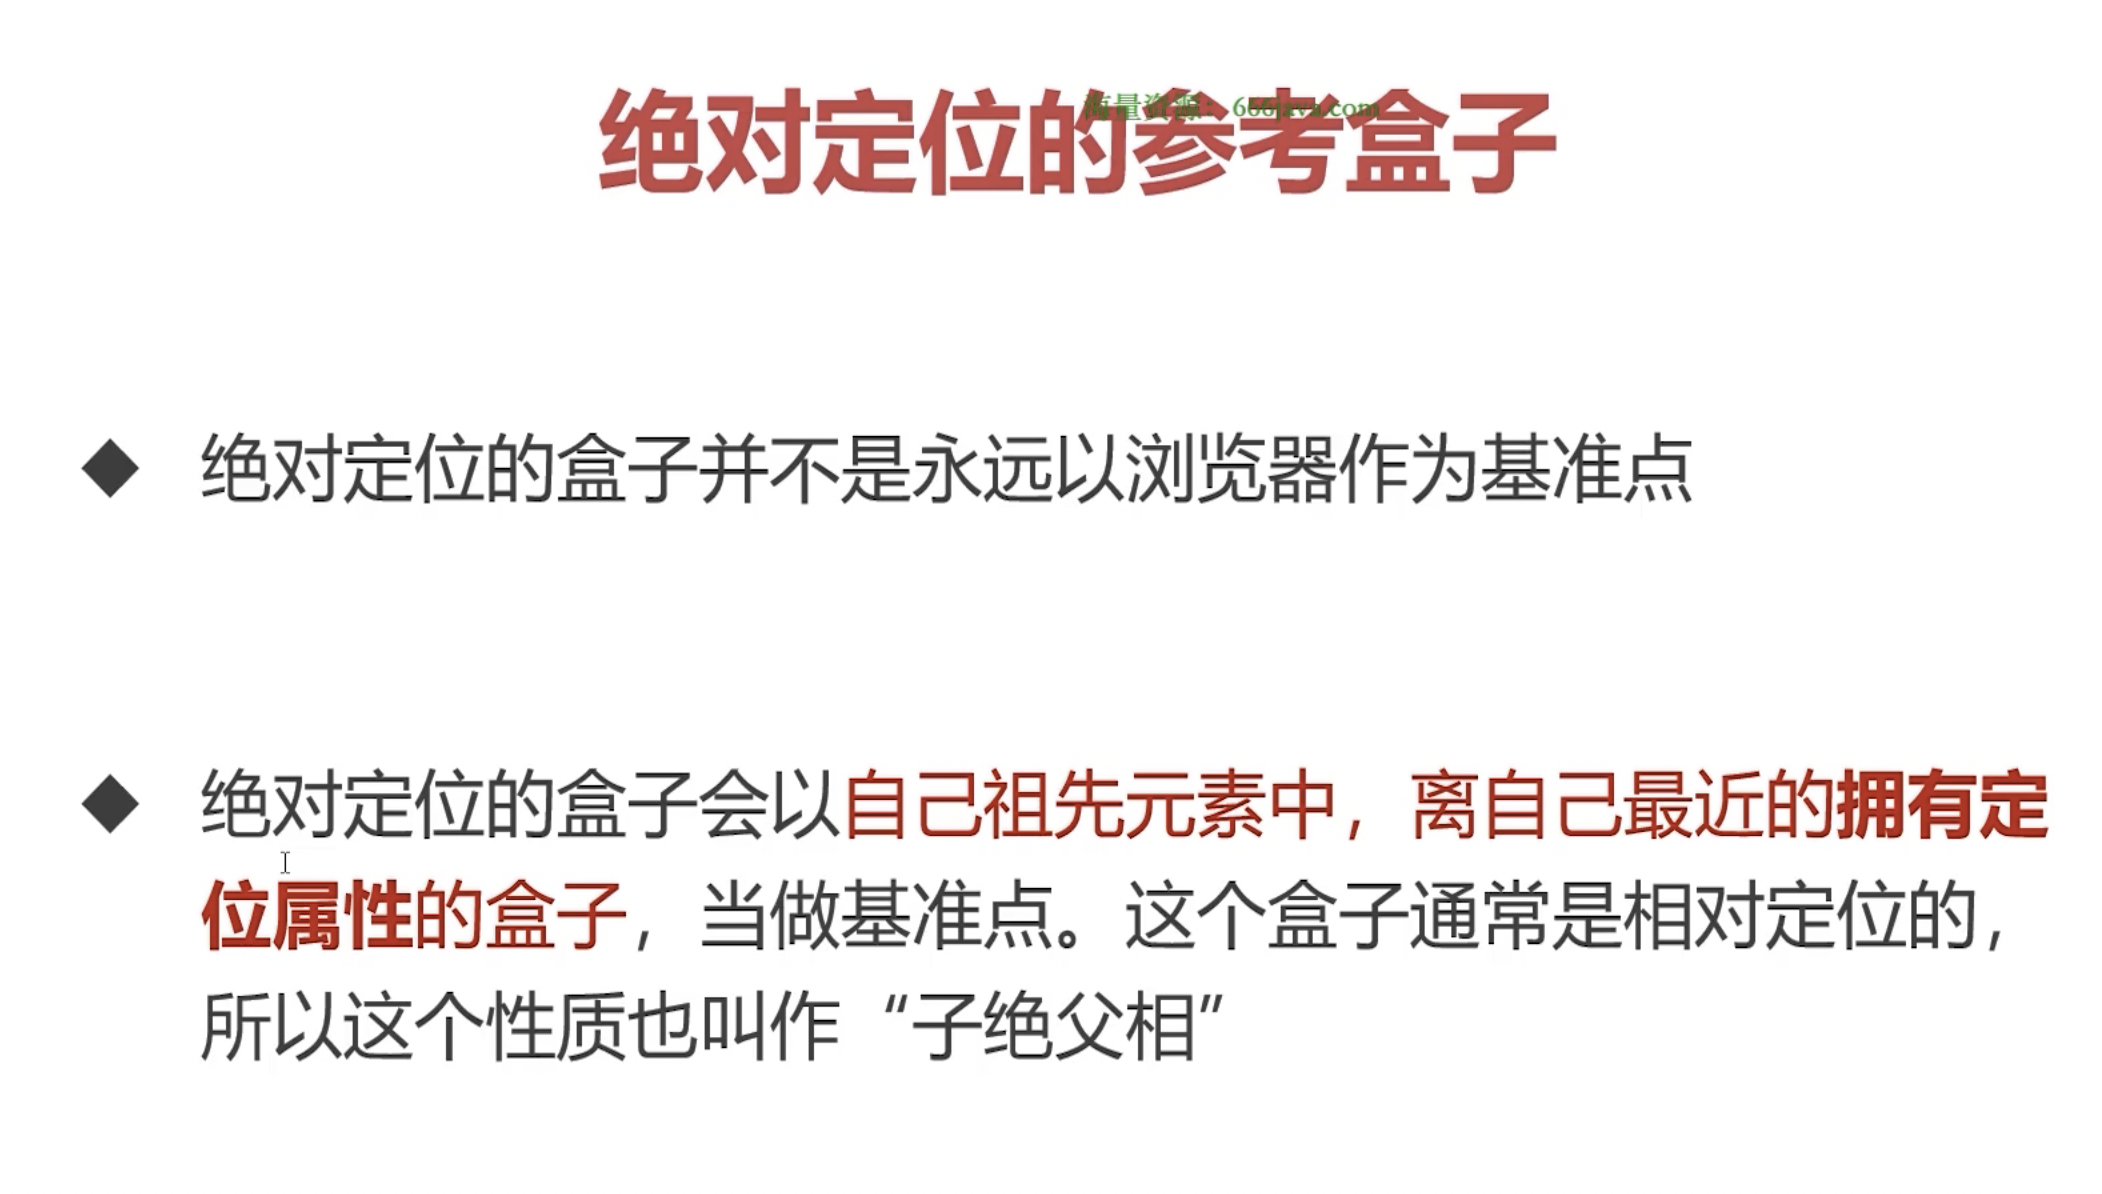 绝对定位的参考盒子
海量资源：666java.com
◆ 绝对定位的盒子并不是永远以浏览器作为基准点
◆ 绝对定位的盒子会以自己祖先元素中，离自己最近的拥有定
位属性的盒子，当做基准点。这个盒子通常是相对定位的，
所以这个性质也叫作“子绝父相”